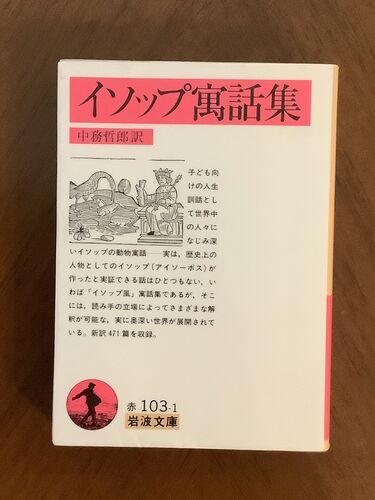 イソップ寓話集
中務哲郎訳
子ども向
けの人生
訓話とし
て世界中
の人々に
なじみ深
いイソップの動物寓話── 実は,歴史上の
人物としてのイソップ(アイソーポス)が
作ったと実証できる話はひとつもない,い
わば「イソップ風」寓話集であるが,そこ
には,読み手の立場によってさまざまな解
釈が可能な,実に奥深い世界が展開されて
いる.新訳471篇を収録.
赤 103-1
岩波文庫